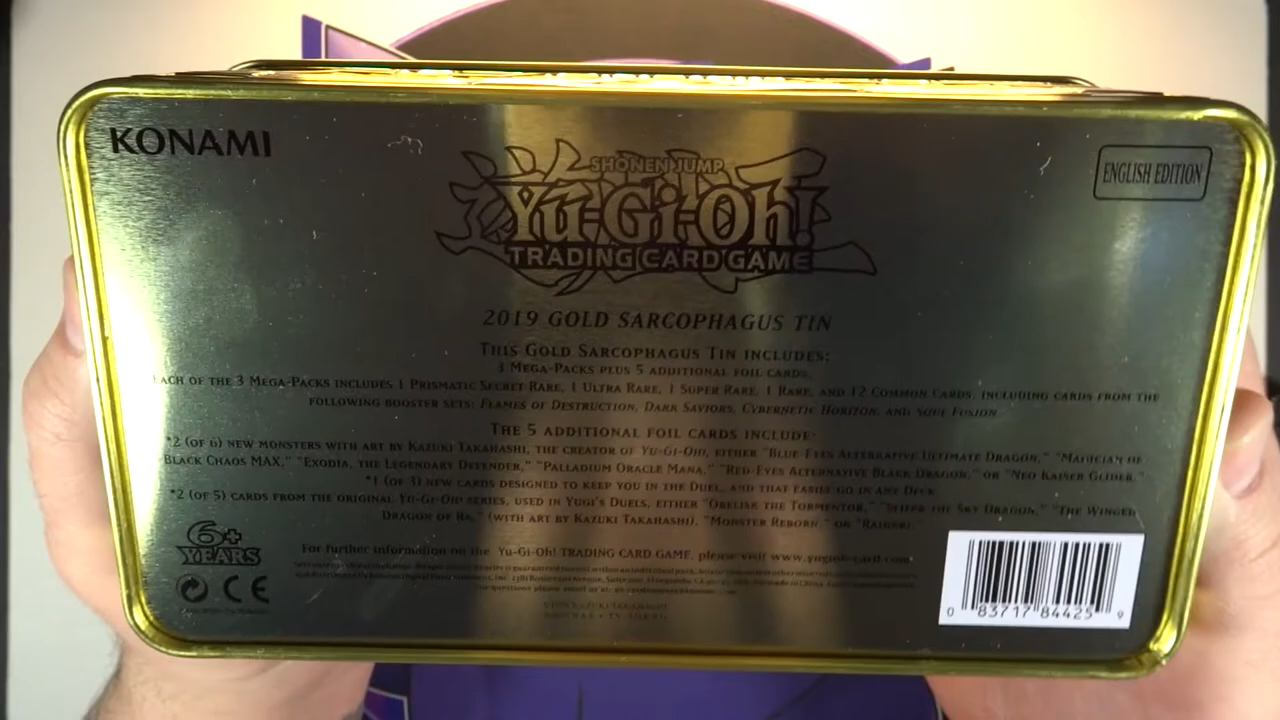 KONAMI
SHONEN JUMP
ENGLISH EDITION
Yu-Gi-Oh!
TRADING CARD GAME
2019 GOLD SARCOPHAGUS TIN
THIS GOLD SARCOPHAGUS TIN INCLUDES:
3 MEGA-PACKS PLUS 5 ADDITIONAL FOIL CARDS.
EACH OF THE 3 MEGA-PACKS INCLUDES 1 PRISMATIC SECRET RARE, 1 ULTRA RARE, 1 SUPER RARE, 1 RARE, AND 12 COMMON CARDS, INCLUDING CARDS FROM THE
FOLLOWING BOOSTER SETS: FLAMES OF DESTRUCTION, DARK SAVIORS, CYBERNETIC HORIZON, AND SOUL FUSION
THE 5 ADDITIONAL FOIL CARDS INCLUDE:
*2 (OF 6) NEW MONSTERS WITH ART BY KAZUKI TAKAHASHI, THE CREATOR OF YU-GI-OH!, EITHER "BLUE-EYES ALTERNATIVE ULTIMATE DRAGON," "MAGICIAN OF
BLACK CHAOS MAX," "EXODIA, THE LEGENDARY DEFENDER," "PALLADIUM ORACLE MANA," "RED-EYES ALTERNATIVE BLACK DRAGON," OR "NEO KAISER GLIDER."
*1 (OF 3) NEW CARDS DESIGNED TO KEEP YOU IN THE DUEL, AND THAT EASILY GO IN ANY DECK
*2 (OF 5) CARDS FROM THE ORIGINAL YU-GI-OH! SERIES, USED IN YUGI'S DUELS, EITHER "OBELISK THE TORMENTOR," "SLIFER THE SKY DRAGON," "THE WINGED
DRAGON OF RA," (WITH ART BY KAZUKI TAKAHASHI), "MONSTER REBORN," OR "RAIGEKI."
6+
YEARS
For further information on the Yu-Gi-Oh! TRADING CARD GAME, please visit www.yugioh-card.com.
CE
0 83717 84425 9